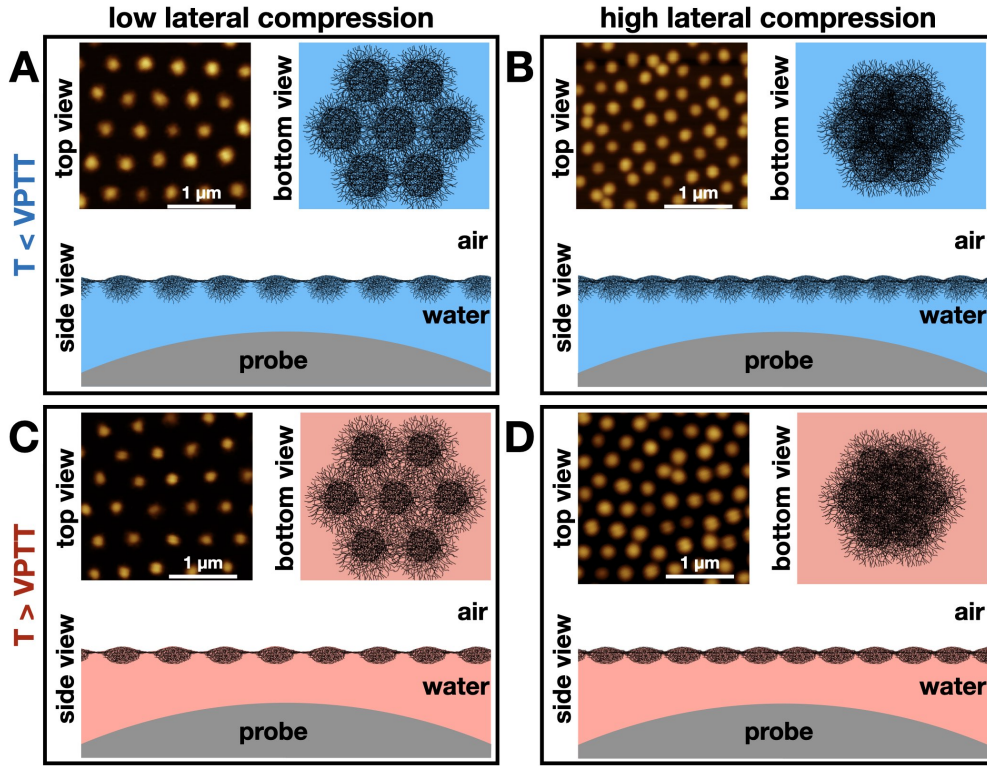 low lateral compression
high lateral compression
T < VPTT
A
top view
1 μm
bottom view
side view
air
water
probe
B
top view
1 μm
bottom view
side view
air
water
probe
T > VPTT
C
top view
1 μm
bottom view
side view
air
water
probe
D
top view
1 μm
bottom view
side view
air
water
probe